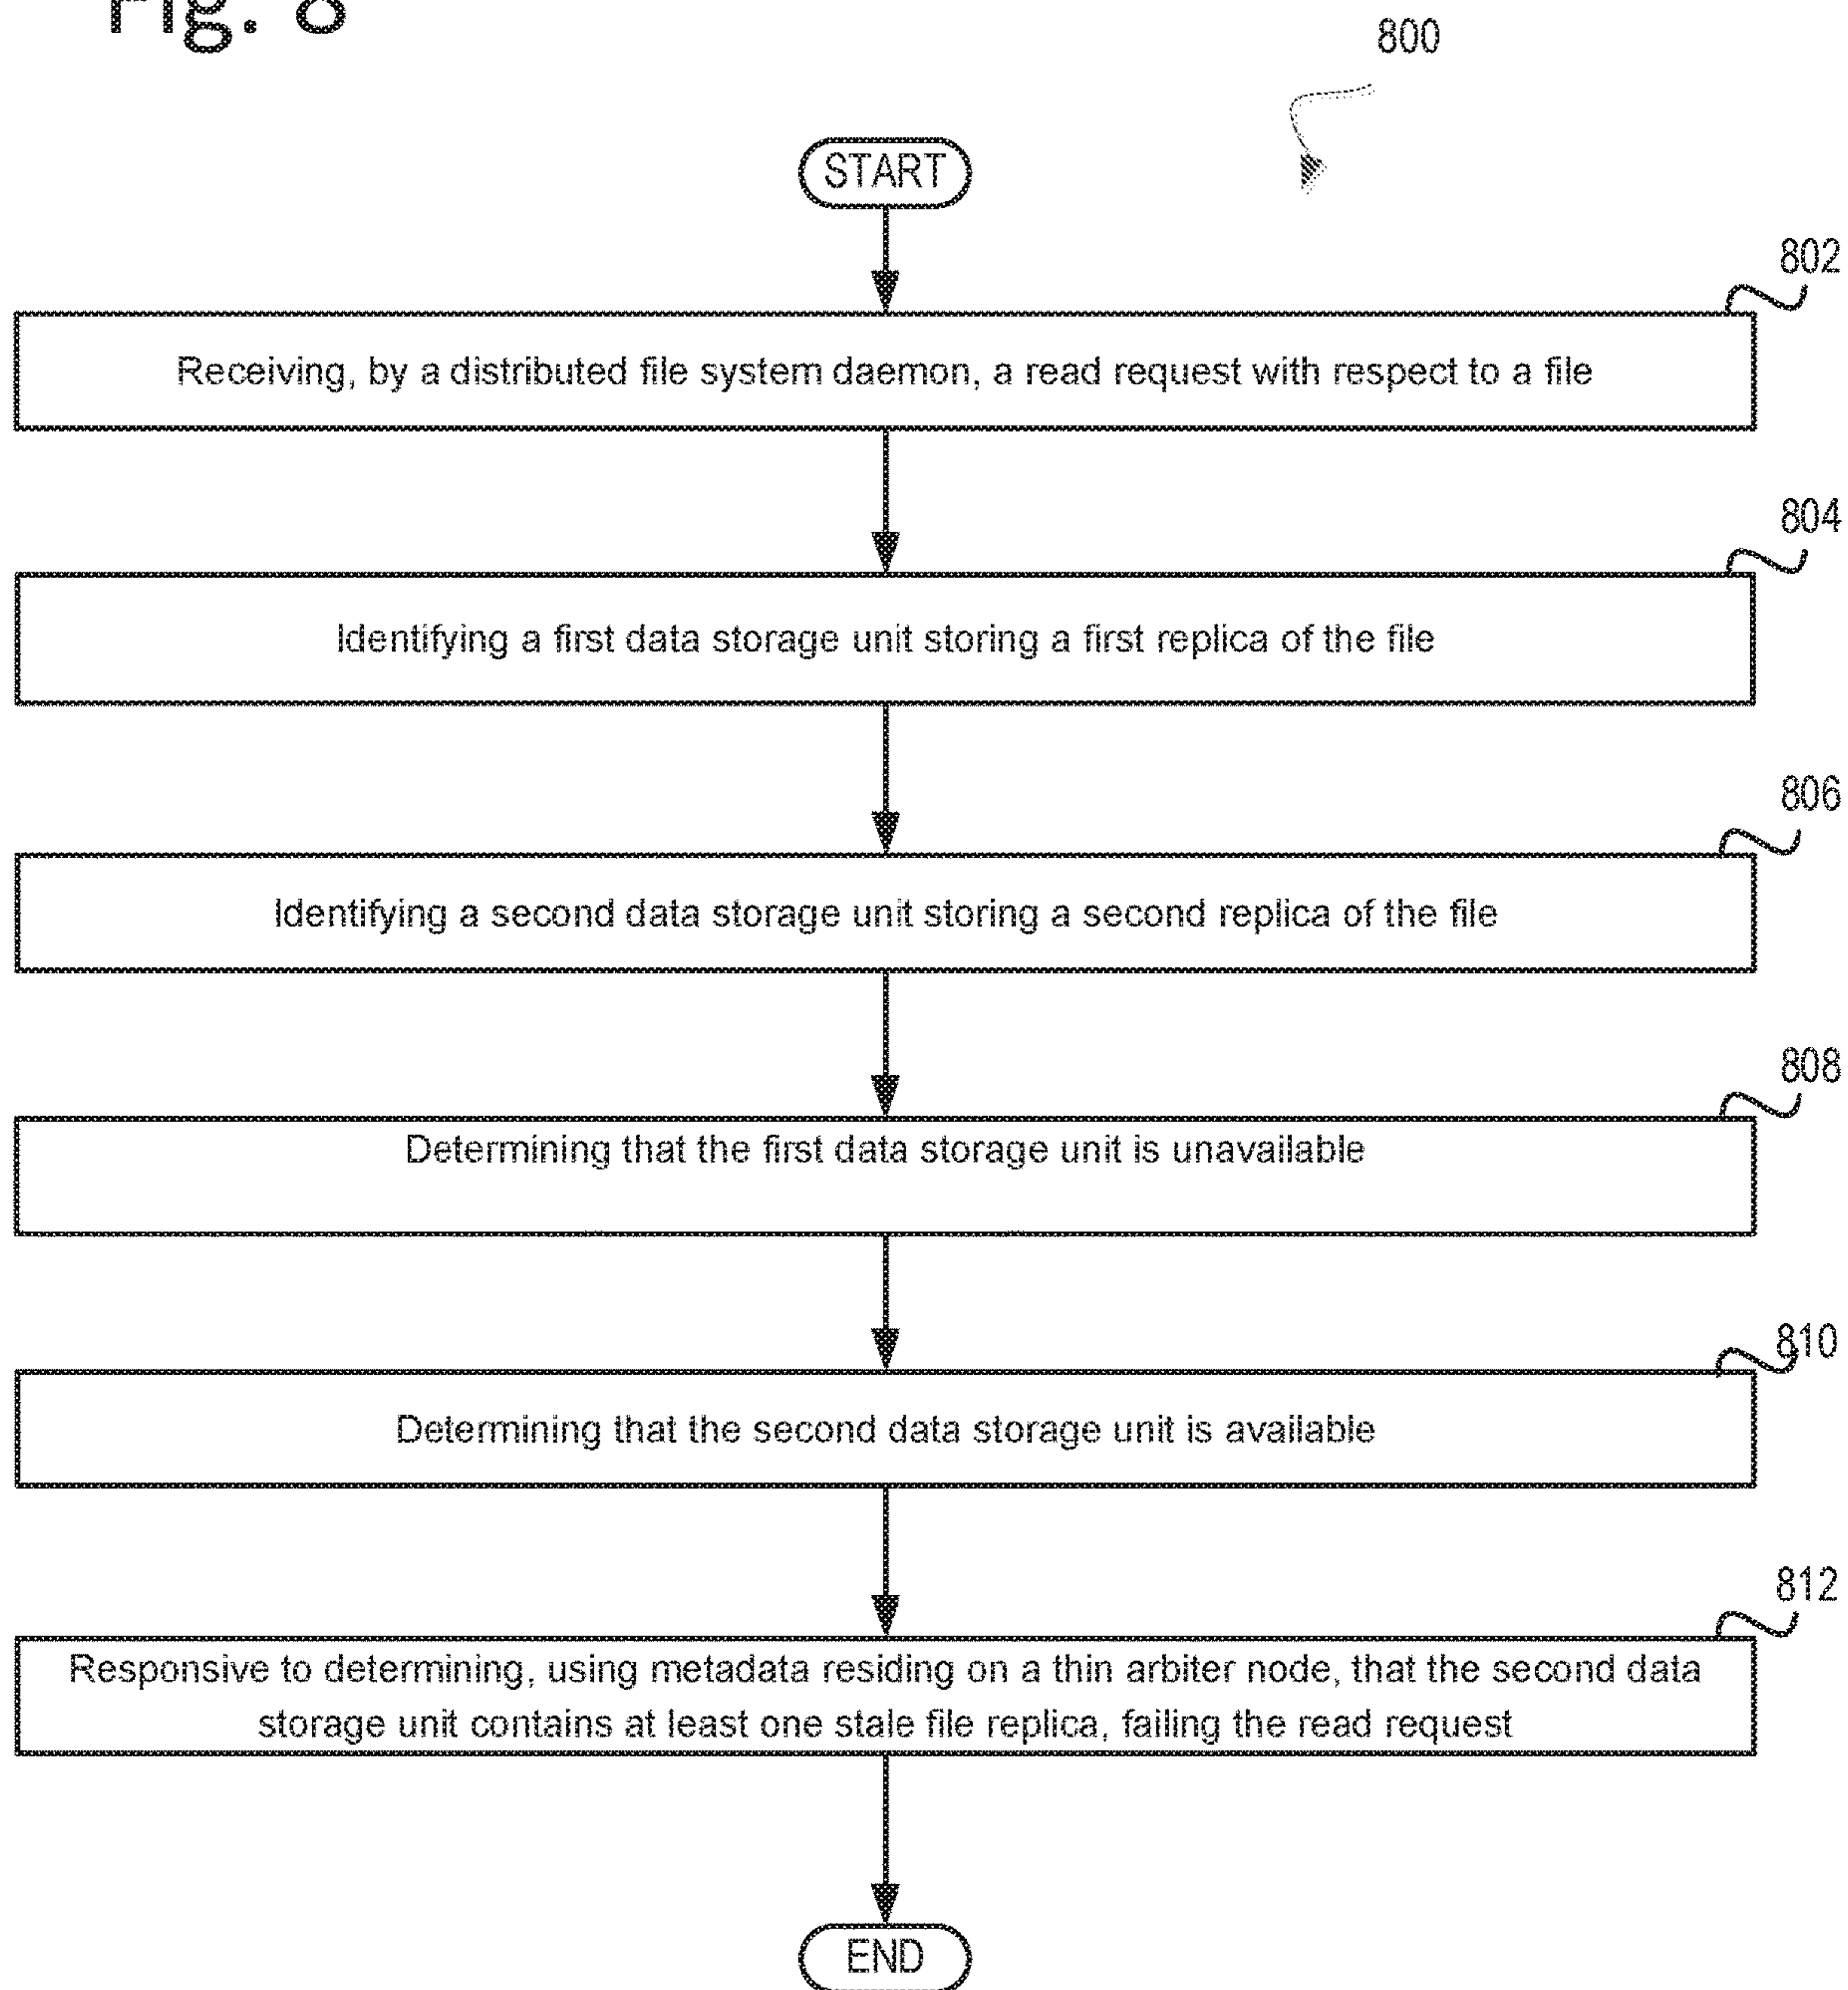 Fig. 8
800
START
802
Receiving, by a distributed file system daemon, a read request with respect to a file
804
Identifying a first data storage unit storing a first replica of the file
806
Identifying a second data storage unit storing a second replica of the file
808
Determining that the first data storage unit is unavailable
810
Determining that the second data storage unit is available
812
Responsive to determining, using metadata residing on a thin arbiter node, that the second data
storage unit contains at least one stale file replica, failing the read request
END